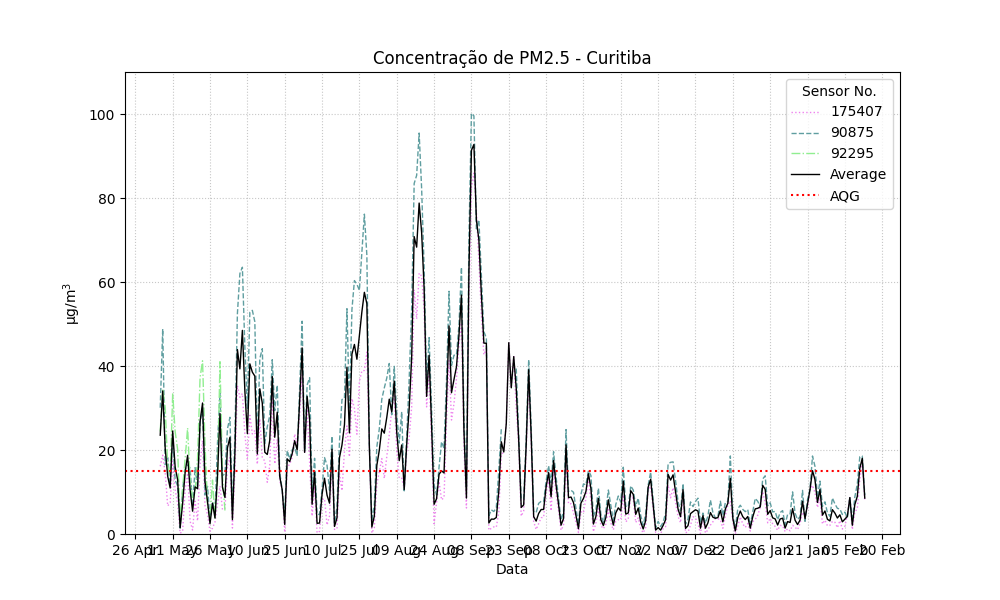 Concentração de PM2.5 - Curitiba
Sensor No.
175407
90875
92295
Average
AQG
100
80
60
40
20
0
µg/m³
26 Apr 11 May 26 May 10 Jun 25 Jun 10 Jul 25 Jul 09 Aug 24 Aug 08 Sep 23 Sep 08 Oct 23 Oct 07 Nov 22 Nov 07 Dec 22 Dec 06 Jan 21 Jan 05 Feb 20 Feb
Data